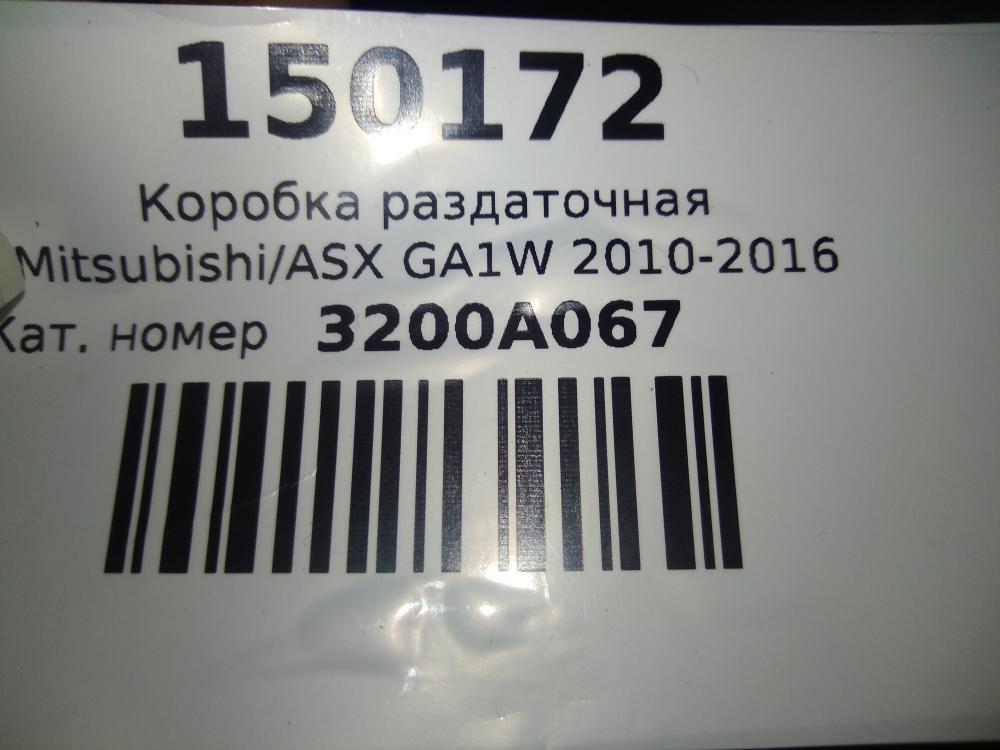 150172
Коробка раздаточная
Mitsubishi/ASX GA1W 2010-2016
Кат. номер 3200A067